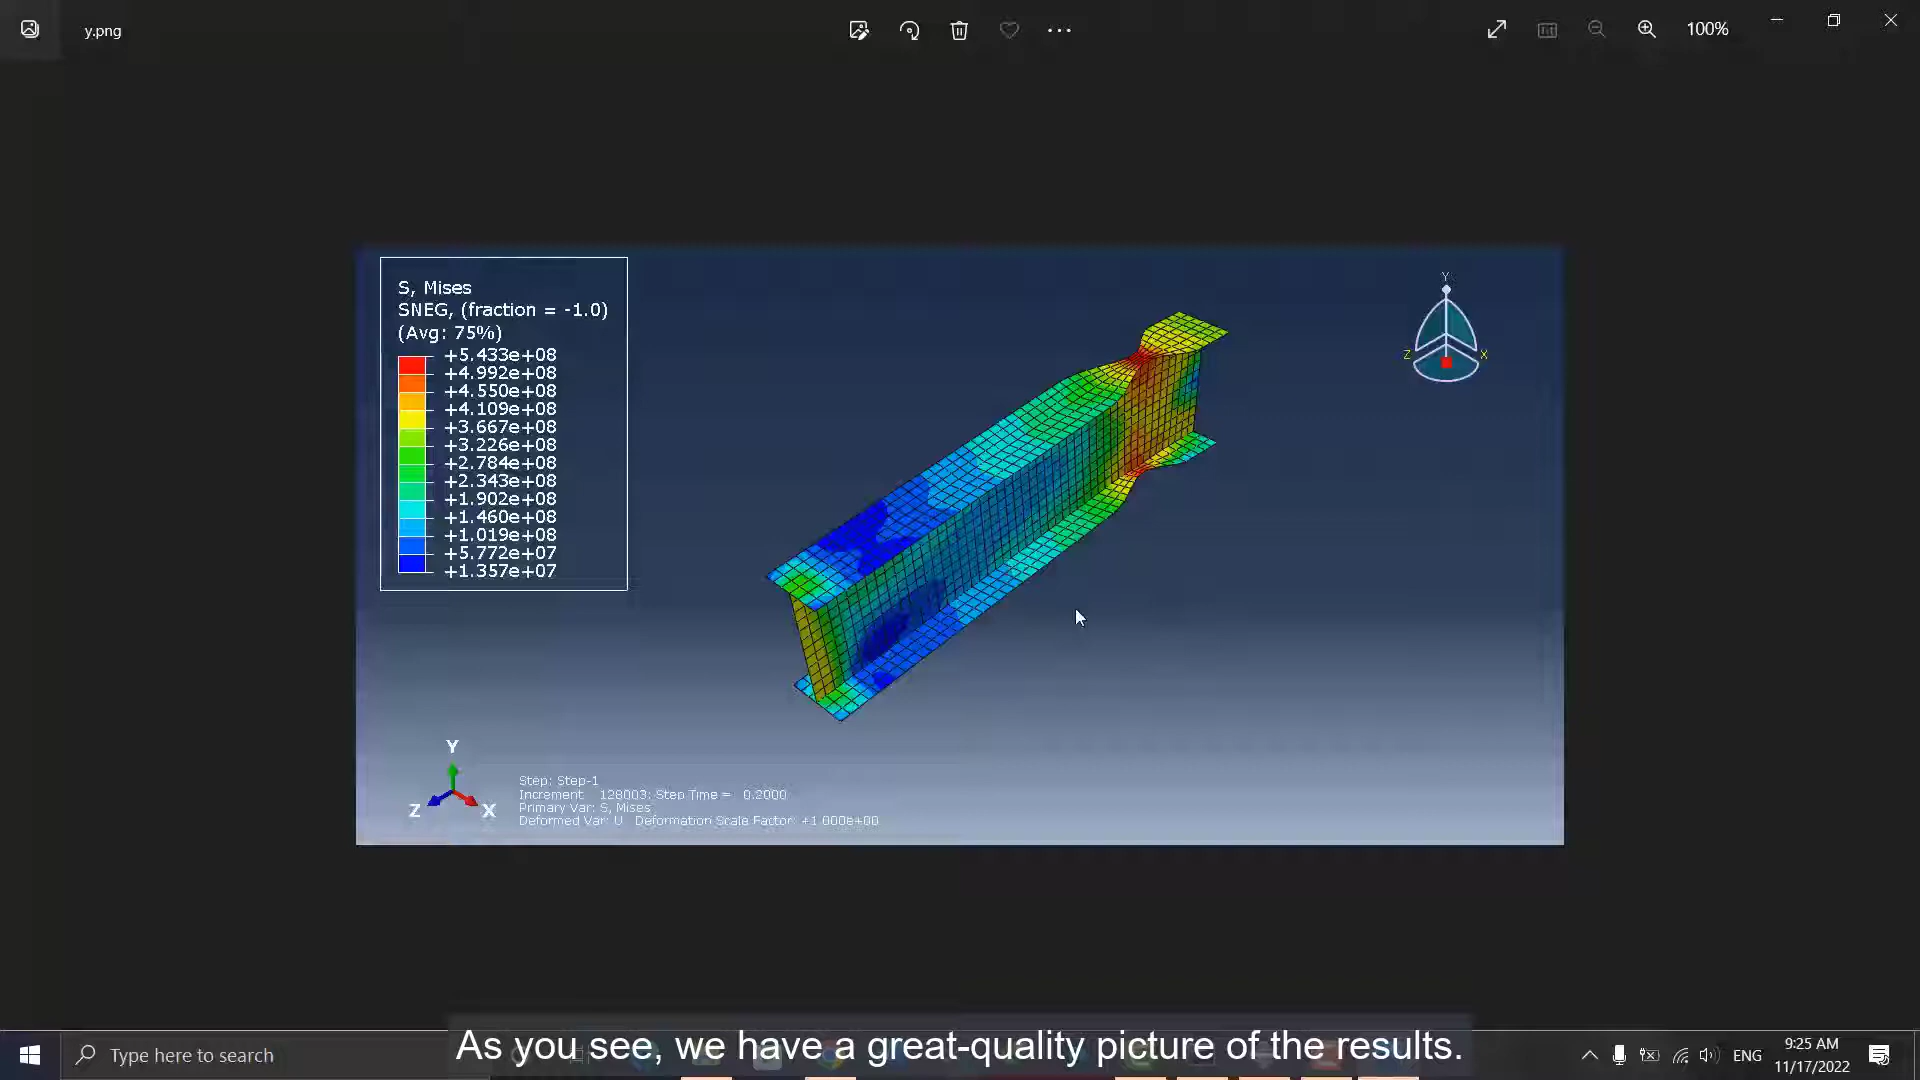 y.png
100%
S, Mises
SNEG, (fraction = -1.0)
(Avg: 75%)
+5.433e+08
+4.992e+08
+4.550e+08
+4.109e+08
+3.667e+08
+3.226e+08
+2.784e+08
+2.343e+08
+1.902e+08
+1.460e+08
+1.019e+08
+5.772e+07
+1.357e+07
Y
Z
X
Y
Z
X
Step: Step-1
Increment 128003: Step Time = 0.2000
Primary Var: S, Mises
Deformed Var: U Deformation Scale Factor: +1.000e+00
As you see, we have a great-quality picture of the results.
Type here to search
ENG
9:25 AM
11/17/2022